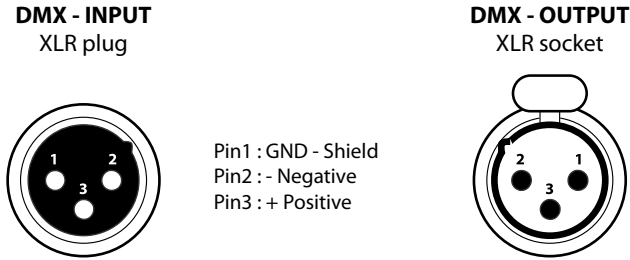 DMX - INPUT
XLR plug
1 2
3
Pin1 : GND - Shield
Pin2 : - Negative
Pin3 : + Positive
DMX - OUTPUT
XLR socket
2 1
3